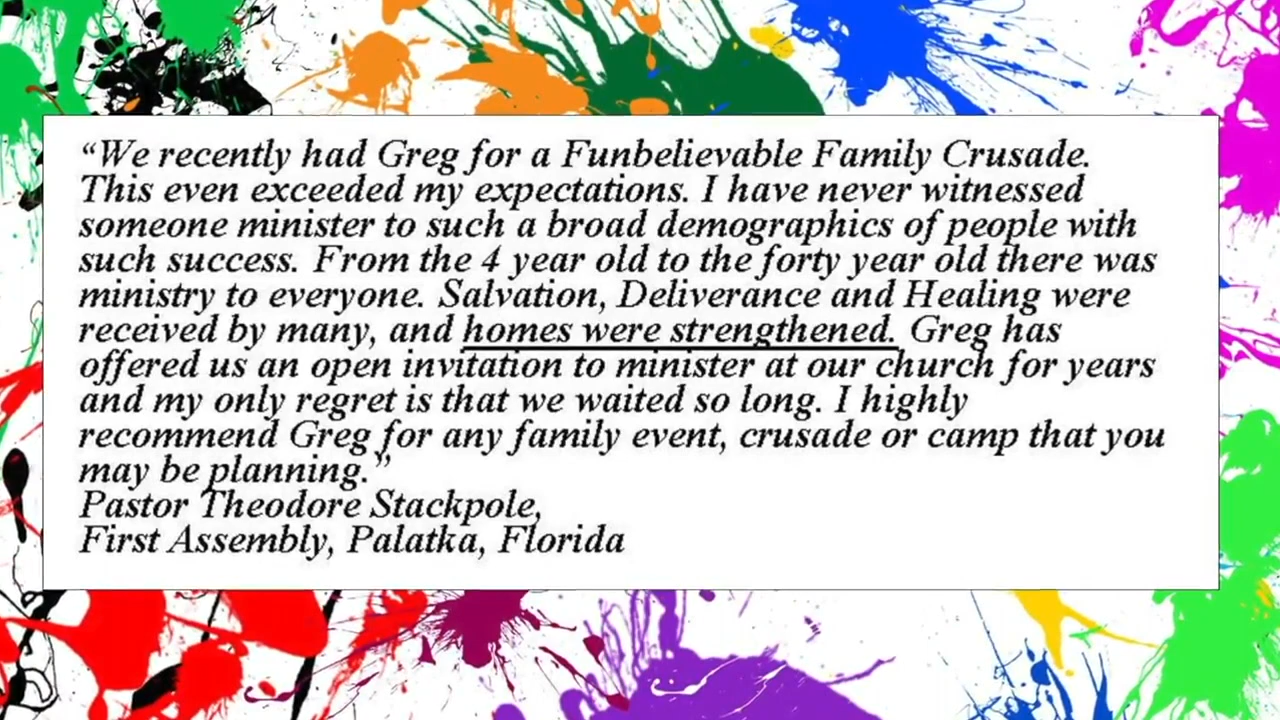 “We recently had Greg for a Funbelievable Family Crusade.
This even exceeded my expectations. I have never witnessed
someone minister to such a broad demographics of people with
such success. From the 4 year old to the forty year old there was
ministry to everyone. Salvation, Deliverance and Healing were
received by many, and homes were strengthened. Greg has
offered us an open invitation to minister at our church for years
and my only regret is that we waited so long. I highly
recommend Greg for any family event, crusade or camp that you
may be planning.”
Pastor Theodore Stackpole,
First Assembly, Palatka, Florida